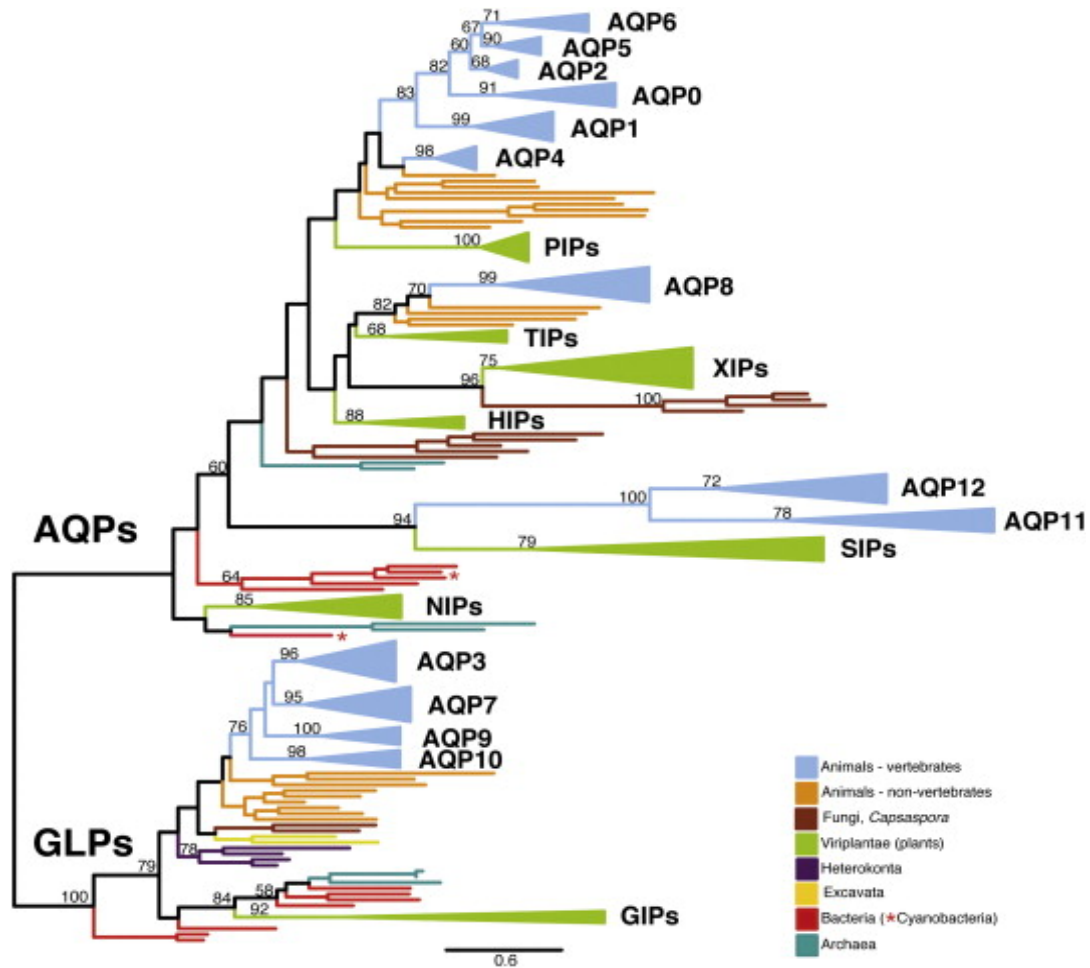 71
AQP6
67
90
60
AQP5
82
68
AQP2
83
91
AQP0
99
AQP1
98
AQP4
100
PIPs
99
AQP8
70
82
68
TIPs
75
XIPs
96
100
88
HIPs
60
72
AQP12
100
78
AQP11
AQPs
94
79
SIPs
64
*
85
NIPs
*
96
AQP3
95
AQP7
76
100
AQP9
98
AQP10
GLPs
78
79
58
84
100
92
GIPs
0.6
Animals - vertebrates
Animals - non-vertebrates
Fungi, Capsaspora
Viriplantae (plants)
Heterokonta
Excavata
Bacteria (*Cyanobacteria)
Archaea